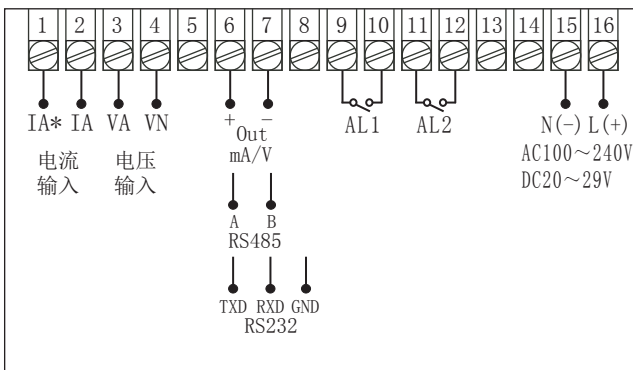 1 2 3 4 5 6 7 8 9 10 11 12 13 14 15 16
IA* IA VA VN + − AL1 AL2 N(−) L(+)
电流 电压 Out AC100～240V
输入 输入 mA/V DC20～29V
A B
RS485
TXD RXD GND
RS232